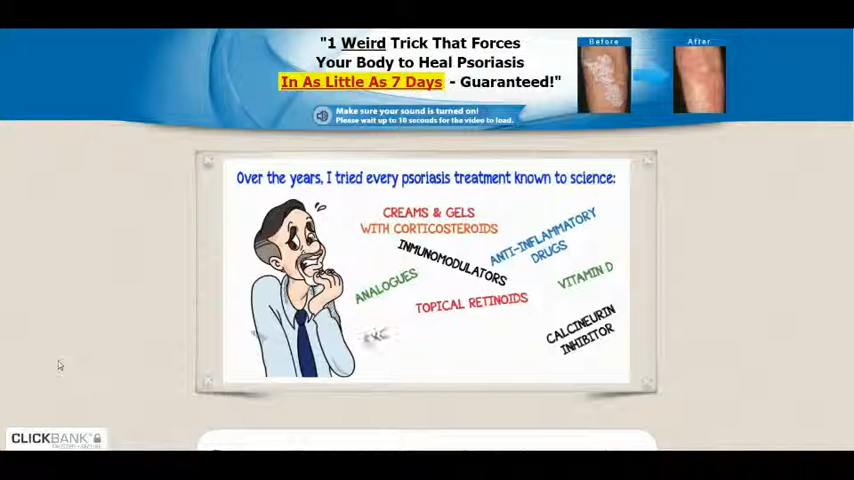 "1 Weird Trick That Forces
Your Body to Heal Psoriasis
In As Little As 7 Days - Guaranteed!"
Before
After
Make sure your sound is turned on!
Please wait up to 10 seconds for the video to load.
Over the years, I tried every psoriasis treatment known to science:
CREAMS & GELS
WITH CORTICOSTEROIDS
ANTI-INFLAMMATORY
DRUGS
INMUNOMODULATORS
ANALOGUES
VITAMIN D
TOPICAL RETINOIDS
CALCINEURIN
INHIBITOR
CLICKBANK